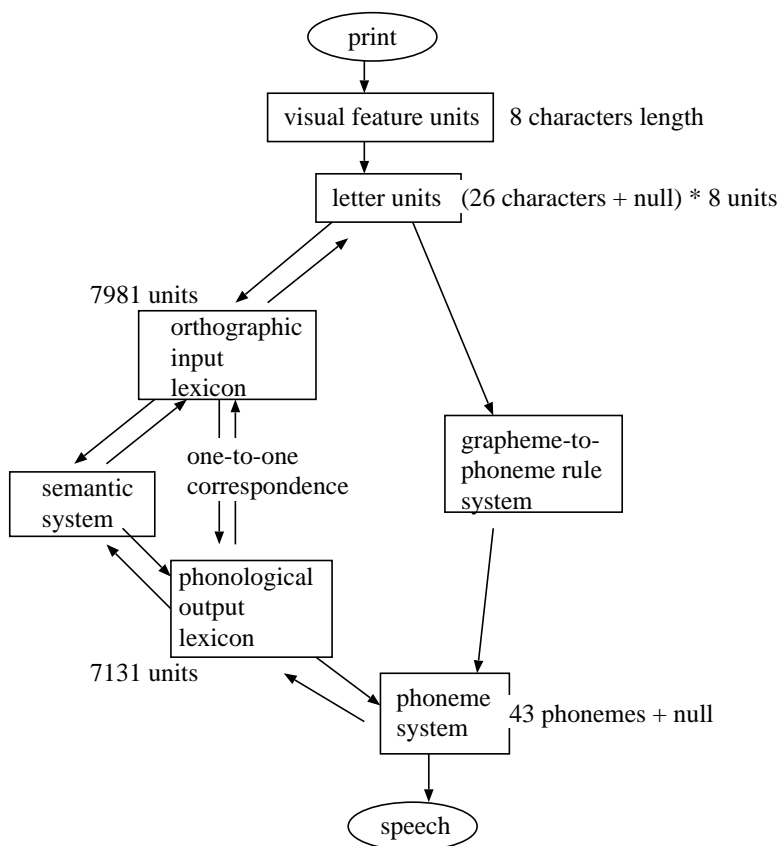 print
visual feature units
8 characters length
letter units
(26 characters + null) * 8 units
7981 units
orthographic
input
lexicon
one-to-one
correspondence
grapheme-to-
phoneme rule
system
semantic
system
phonological
output
lexicon
7131 units
phoneme
system
43 phonemes + null
speech